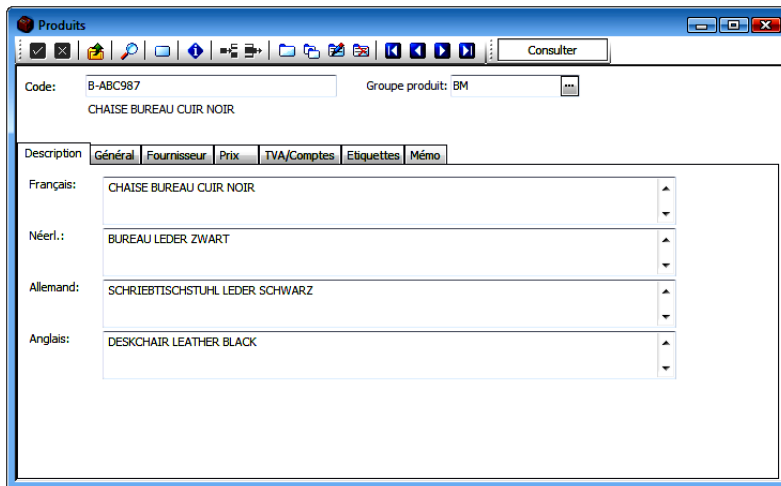 Produits
Consulter
Code: B-ABC987 Groupe produit: BM ...
CHAISE BUREAU CUIR NOIR
Description Général Fournisseur Prix TVA/Comptes Etiquettes Mémo
Français: CHAISE BUREAU CUIR NOIR
Néerl.: BUREAU LEDER ZWART
Allemand: SCHRIEBTISCHSTUHL LEDER SCHWARZ
Anglais: DESKCHAIR LEATHER BLACK